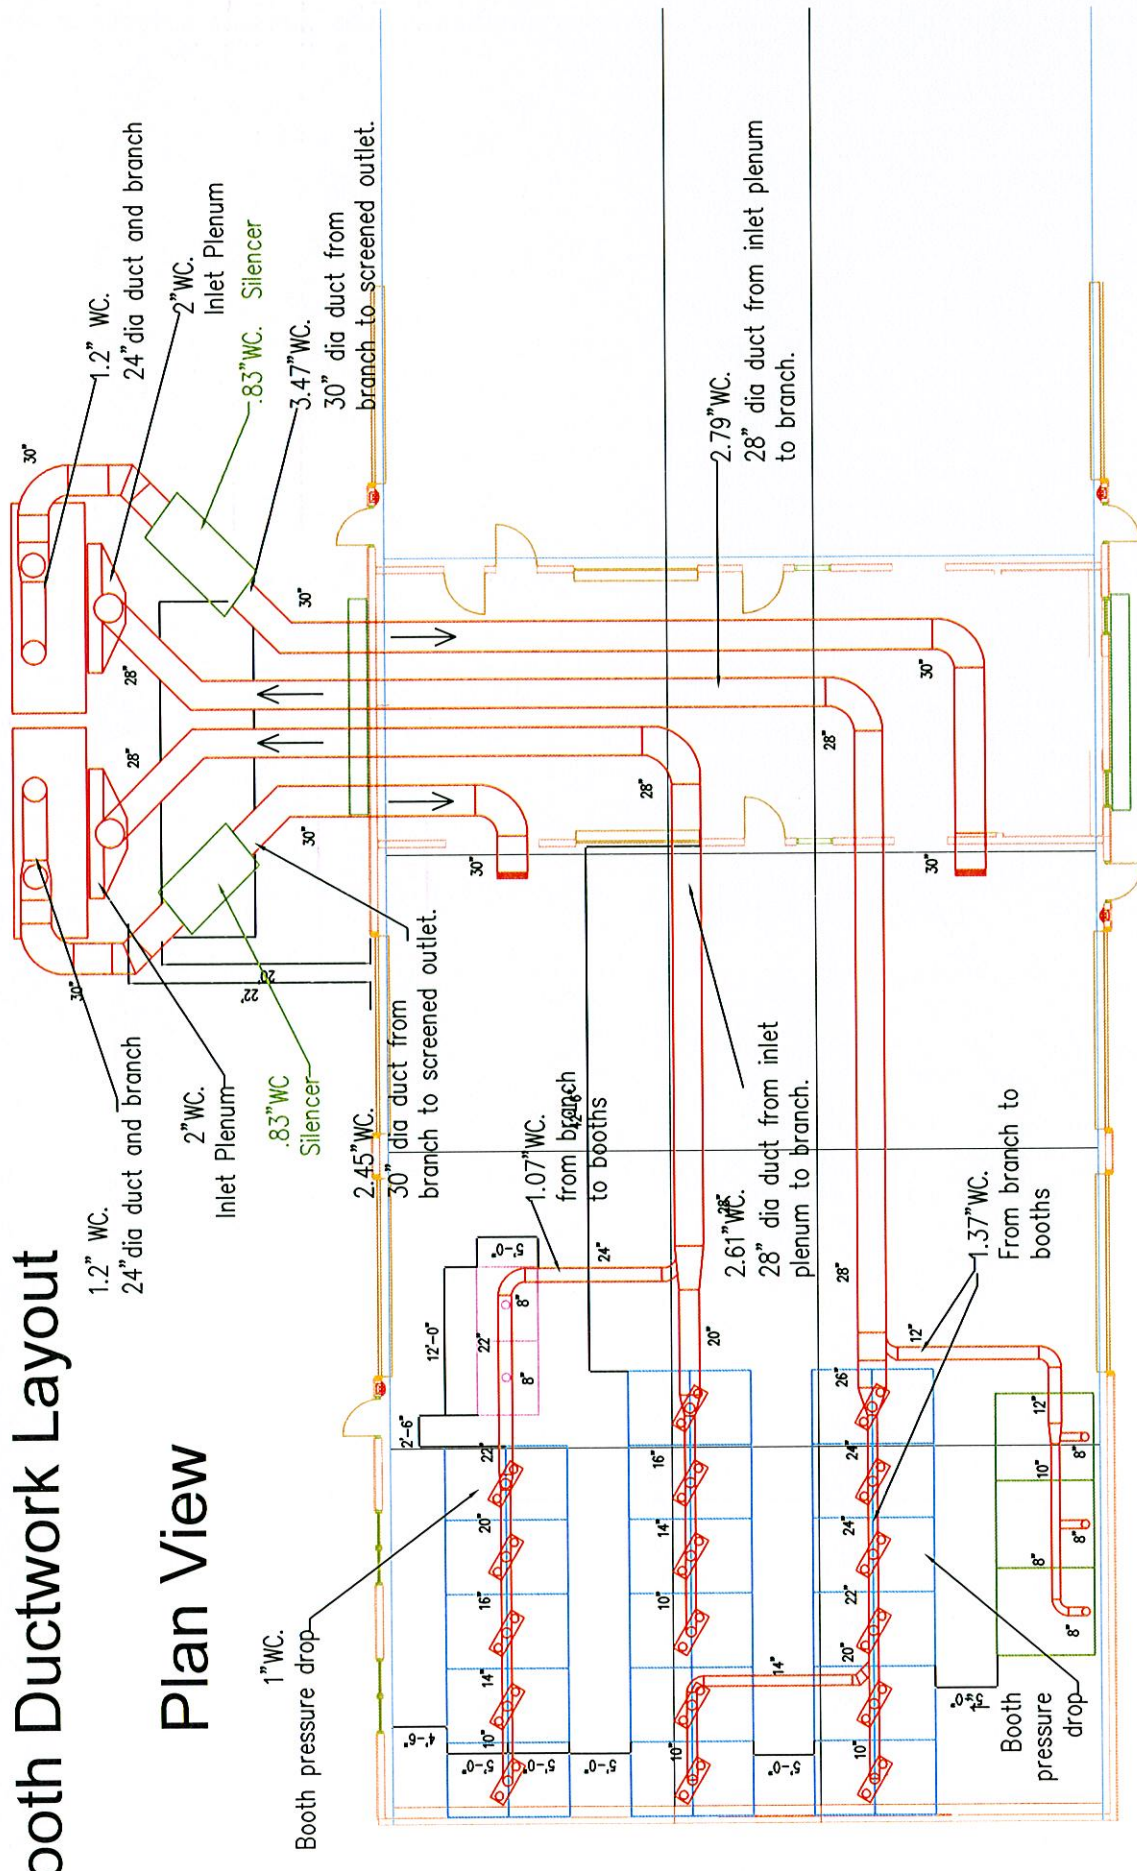 ooth Ductwork Layout
Plan View
1.2" WC.
24"dia duct and branch
2"WC.
Inlet Plenum
.83"WC. Silencer
3.47"WC.
30" dia duct from
branch to screened outlet.
2.79"WC.
28" dia duct from inlet plenum
to branch.
1.2" WC.
24"dia duct and branch
2"WC.
Inlet Plenum
.83"WC
Silencer
2.45"WC.
30" dia duct from
branch to screened outlet.
1.07"WC.
from branch
to booths
42'-6"
2.61"WC.
28"
28" dia duct from inlet
plenum to branch.
1.37"WC.
From branch to
booths
1"WC.
Booth pressure drop
Booth
pressure
drop
30"
30"
28"
28"
30"
30"
30"
20'
22'
28"
28"
30"
30"
30"
24"
5'-0"
12'-0"
2'-6"
22"
8"
8"
22"
20"
16"
14"
10"
4'-6"
5'-0"
5'-0"
5'-0"
5'-0"
20"
16"
14"
10"
10"
14"
28"
26"
24"
24"
22"
20"
10"
12"
12"
10"
8"
8"
8"
8"
5'-0"